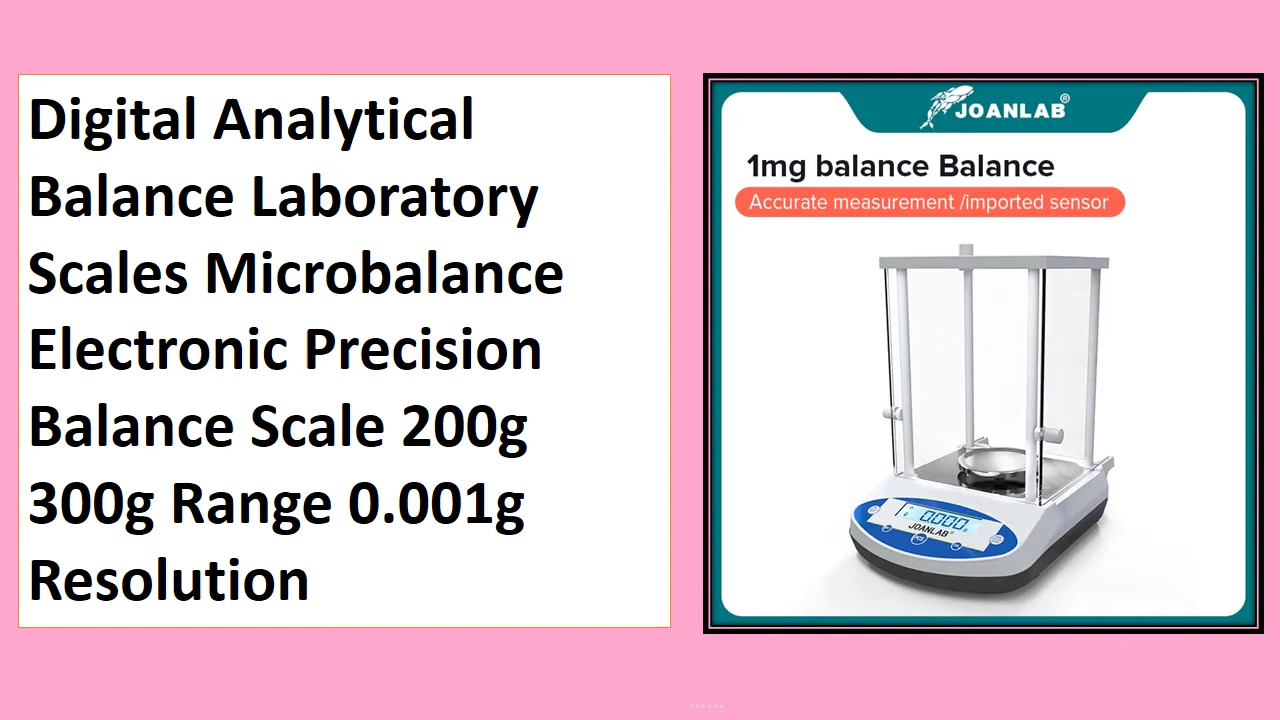 Digital Analytical
Balance Laboratory
Scales Microbalance
Electronic Precision
Balance Scale 200g
300g Range 0.001g
Resolution
JOANLAB®
1mg balance Balance
Accurate measurement /imported sensor
0.000
JOANLAB®